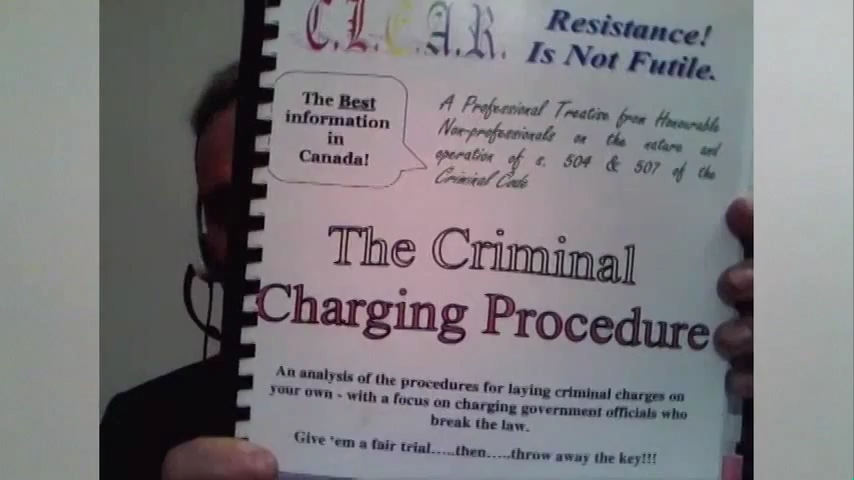 C.L.E.A.R.
Resistance!
Is Not Futile.
The Best
information
in
Canada!
A Professional Treatise from Honourable
Non-professionals on the nature and
operation of s. 504 & 507 of the
Criminal Code
The Criminal
Charging Procedure
An analysis of the procedures for laying criminal charges on
your own - with a focus on charging government officials who
break the law.
Give 'em a fair trial.....then.....throw away the key!!!